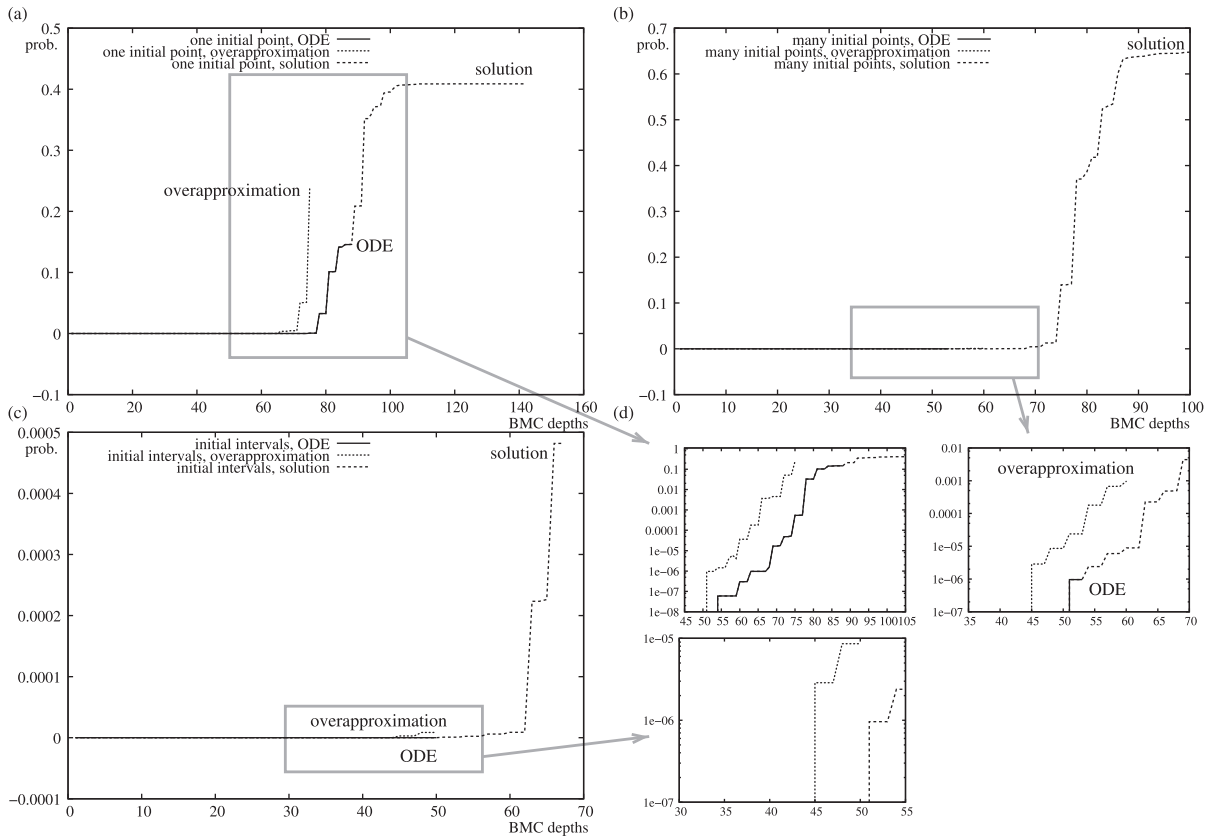 (a)
0.5
prob.
one initial point, ODE
one initial point, overapproximation
one initial point, solution
solution
0.4
0.3
overapproximation
0.2
ODE
0.1
0
−0.1
0 20 40 60 80 100 120 140 160
BMC depths
(b)
0.7
prob.
many initial points, ODE
many initial points, overapproximation
many initial points, solution
solution
0.6
0.5
0.4
0.3
0.2
0.1
0
−0.1
0 10 20 30 40 50 60 70 80 90 100
BMC depths
(c)
0.0005
prob.
initial intervals, ODE
initial intervals, overapproximation
initial intervals, solution
solution
0.0004
0.0003
0.0002
0.0001
overapproximation
0
ODE
−0.0001
0 10 20 30 40 50 60 70
BMC depths
(d)
1
0.1
0.01
0.001
0.0001
1e−05
1e−06
1e−07
1e−08
45 50 55 60 65 70 75 80 85 90 95 100 105
0.01
overapproximation
0.001
0.0001
1e−05
1e−06
ODE
1e−07
35 40 45 50 55 60 65 70
1e−05
1e−06
1e−07
30 35 40 45 50 55